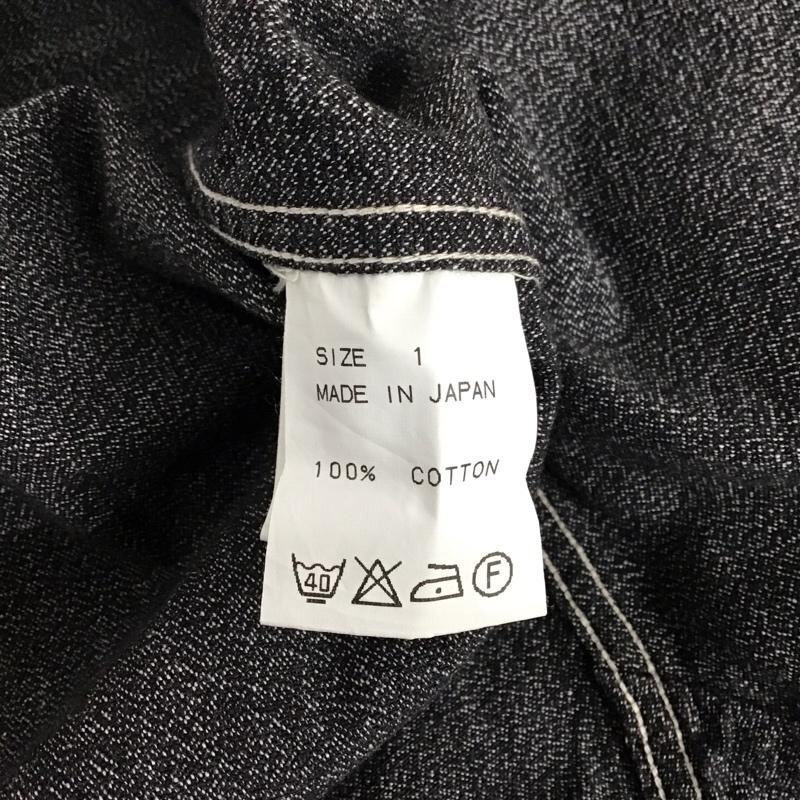 SIZE 1
MADE IN JAPAN
100% COTTON
40 F